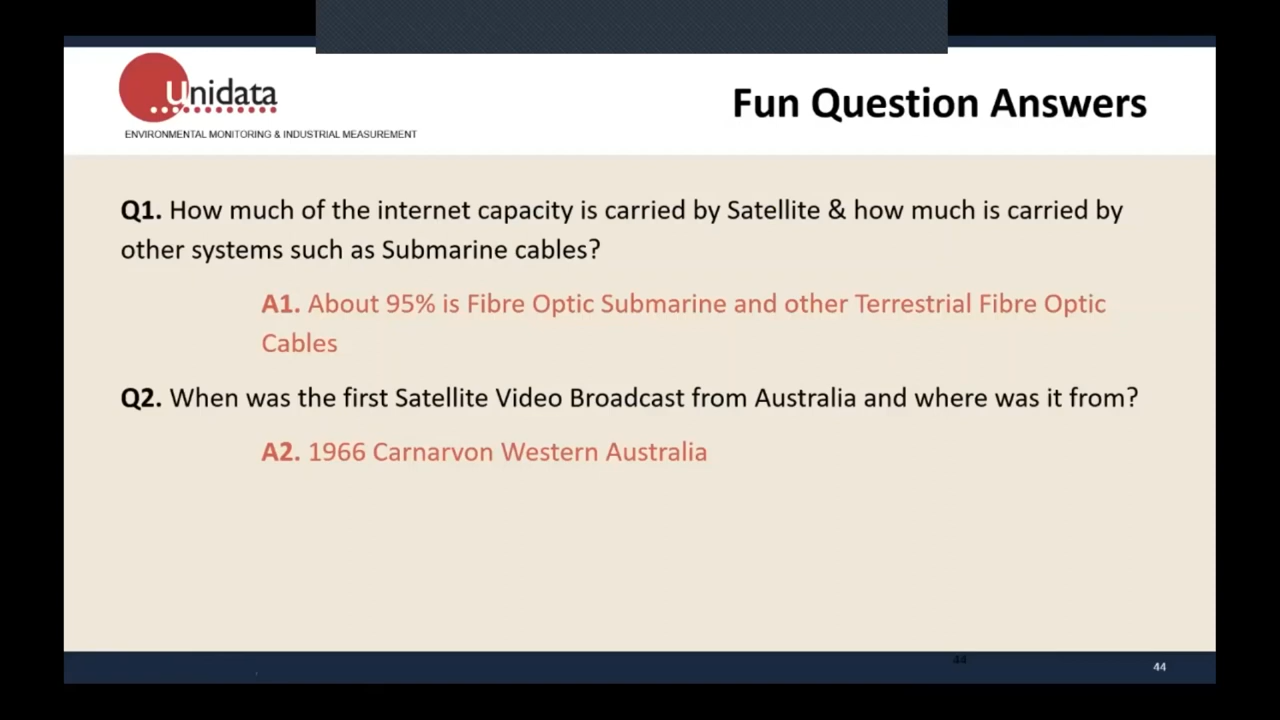 Unidata
ENVIRONMENTAL MONITORING & INDUSTRIAL MEASUREMENT
Fun Question Answers
Q1. How much of the internet capacity is carried by Satellite & how much is carried by
other systems such as Submarine cables?
A1. About 95% is Fibre Optic Submarine and other Terrestrial Fibre Optic
Cables
Q2. When was the first Satellite Video Broadcast from Australia and where was it from?
A2. 1966 Carnarvon Western Australia
44
44